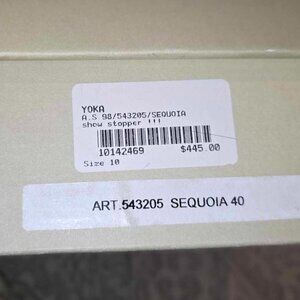 YOKA
A.S 98/543205/SEQUOIA
show stopper !!!
10142469 $445.00
Size 10
ART.543205 SEQUOIA 40